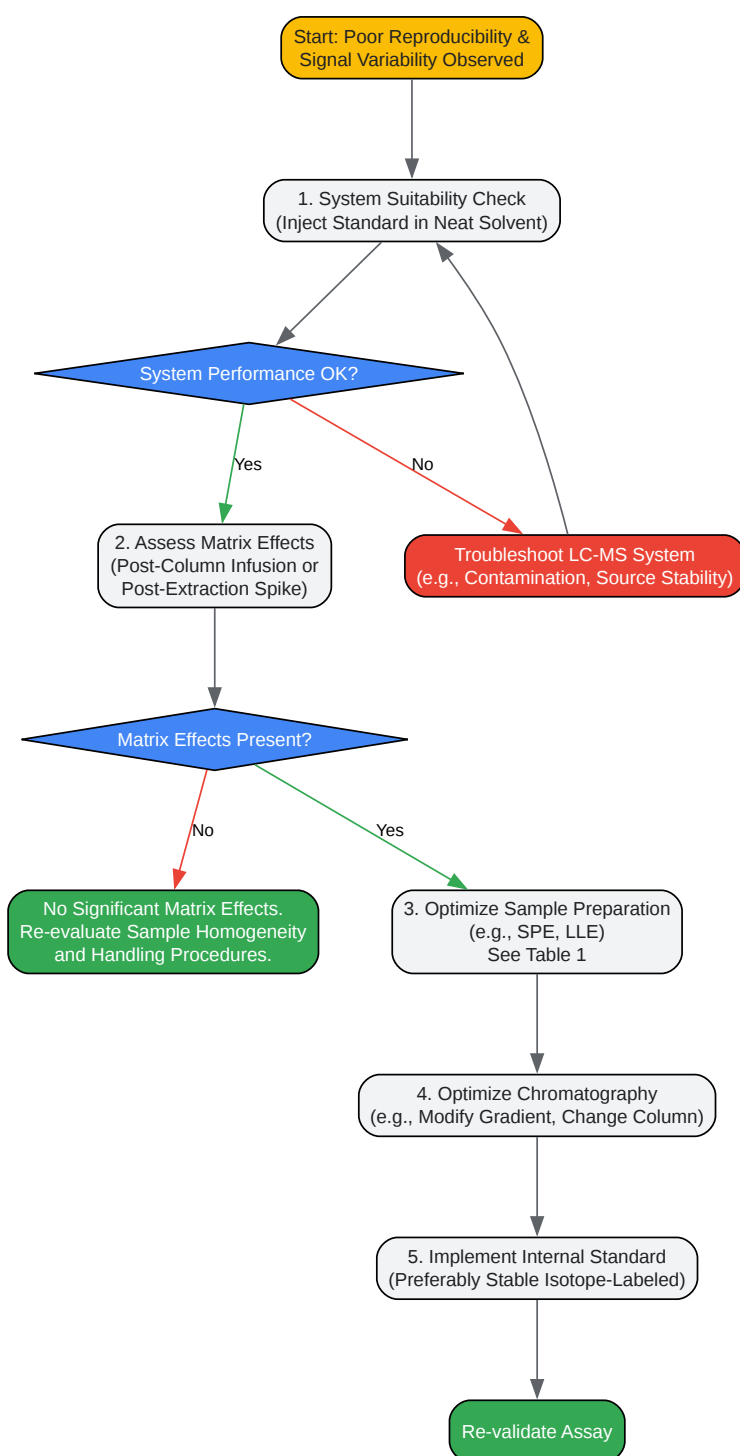 Start: Poor Reproducibility &
Signal Variability Observed
1. System Suitability Check
(Inject Standard in Neat Solvent)
System Performance OK?
Yes
No
2. Assess Matrix Effects
(Post-Column Infusion or
Post-Extraction Spike)
Troubleshoot LC-MS System
(e.g., Contamination, Source Stability)
Matrix Effects Present?
No
Yes
No Significant Matrix Effects.
Re-evaluate Sample Homogeneity
and Handling Procedures.
3. Optimize Sample Preparation
(e.g., SPE, LLE)
See Table 1
4. Optimize Chromatography
(e.g., Modify Gradient, Change Column)
5. Implement Internal Standard
(Preferably Stable Isotope-Labeled)
Re-validate Assay